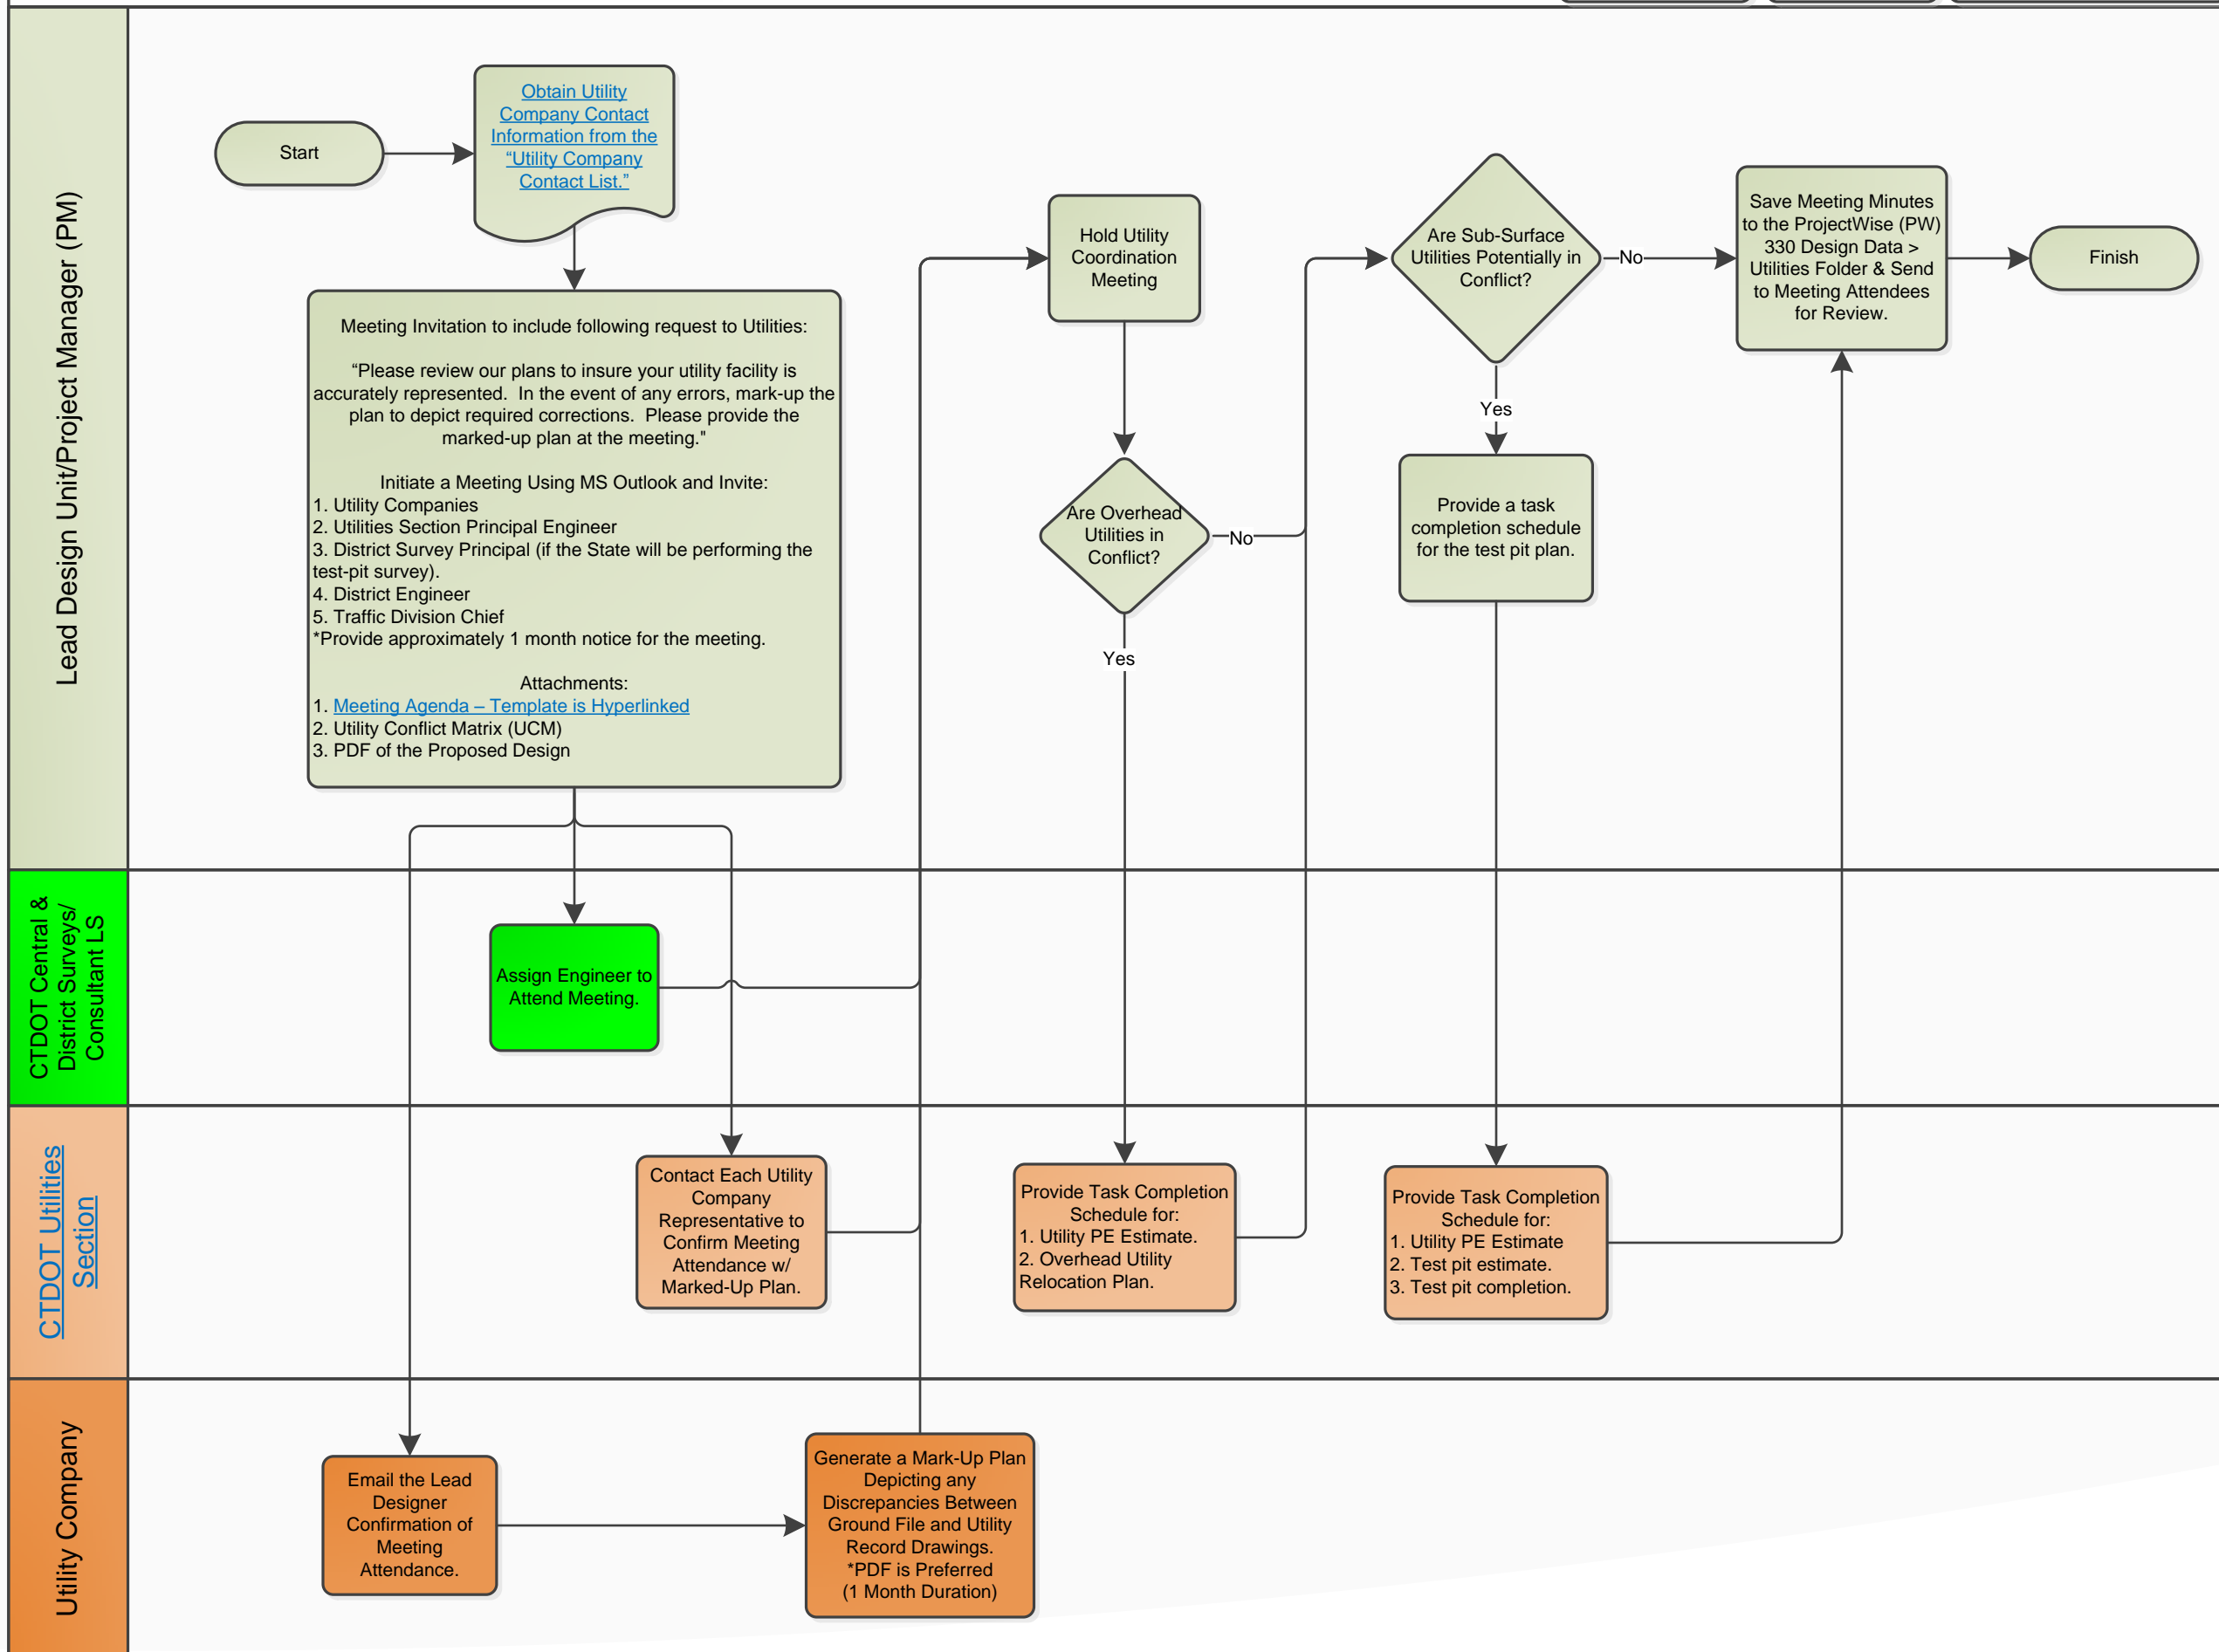 Lead Design Unit/Project Manager (PM)
Start
Obtain Utility
Company Contact
Information from the
“Utility Company
Contact List.”
Meeting Invitation to include following request to Utilities:
“Please review our plans to insure your utility facility is
accurately represented.  In the event of any errors, mark-up the
plan to depict required corrections.  Please provide the
marked-up plan at the meeting."
Initiate a Meeting Using MS Outlook and Invite:
1. Utility Companies
2. Utilities Section Principal Engineer
3. District Survey Principal (if the State will be performing the
test-pit survey).
4. District Engineer
5. Traffic Division Chief
*Provide approximately 1 month notice for the meeting.
Attachments:
1. Meeting Agenda – Template is Hyperlinked
2. Utility Conflict Matrix (UCM)
3. PDF of the Proposed Design
Hold Utility
Coordination
Meeting
Are Overhead
Utilities in
Conflict?
No
Yes
Are Sub-Surface
Utilities Potentially in
Conflict?
No
Yes
Provide a task
completion schedule
for the test pit plan.
Save Meeting Minutes
to the ProjectWise (PW)
330 Design Data >
Utilities Folder & Send
to Meeting Attendees
for Review.
Finish
CTDOT Central &
District Surveys/
Consultant LS
Assign Engineer to
Attend Meeting.
CTDOT Utilities
Section
Contact Each Utility
Company
Representative to
Confirm Meeting
Attendance w/
Marked-Up Plan.
Provide Task Completion
Schedule for:
1. Utility PE Estimate.
2. Overhead Utility
Relocation Plan.
Provide Task Completion
Schedule for:
1. Utility PE Estimate
2. Test pit estimate.
3. Test pit completion.
Utility Company
Email the Lead
Designer
Confirmation of
Meeting
Attendance.
Generate a Mark-Up Plan
Depicting any
Discrepancies Between
Ground File and Utility
Record Drawings.
*PDF is Preferred
(1 Month Duration)